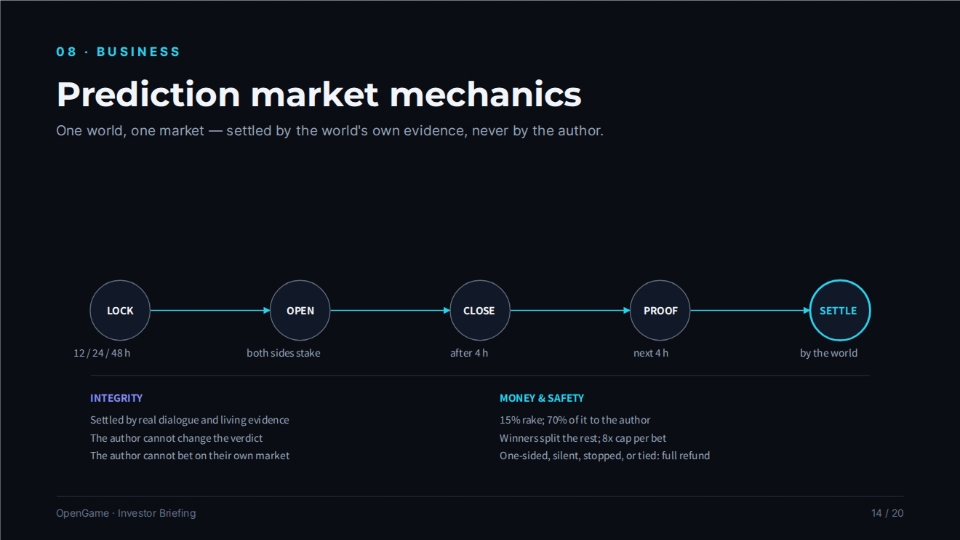 08 · BUSINESS
Prediction market mechanics
One world, one market — settled by the world's own evidence, never by the author.
LOCK
OPEN
CLOSE
PROOF
SETTLE
12 / 24 / 48 h
both sides stake
after 4 h
next 4 h
by the world
INTEGRITY
Settled by real dialogue and living evidence
The author cannot change the verdict
The author cannot bet on their own market
MONEY & SAFETY
15% rake; 70% of it to the author
Winners split the rest; 8x cap per bet
One-sided, silent, stopped, or tied: full refund
OpenGame · Investor Briefing
14 / 20